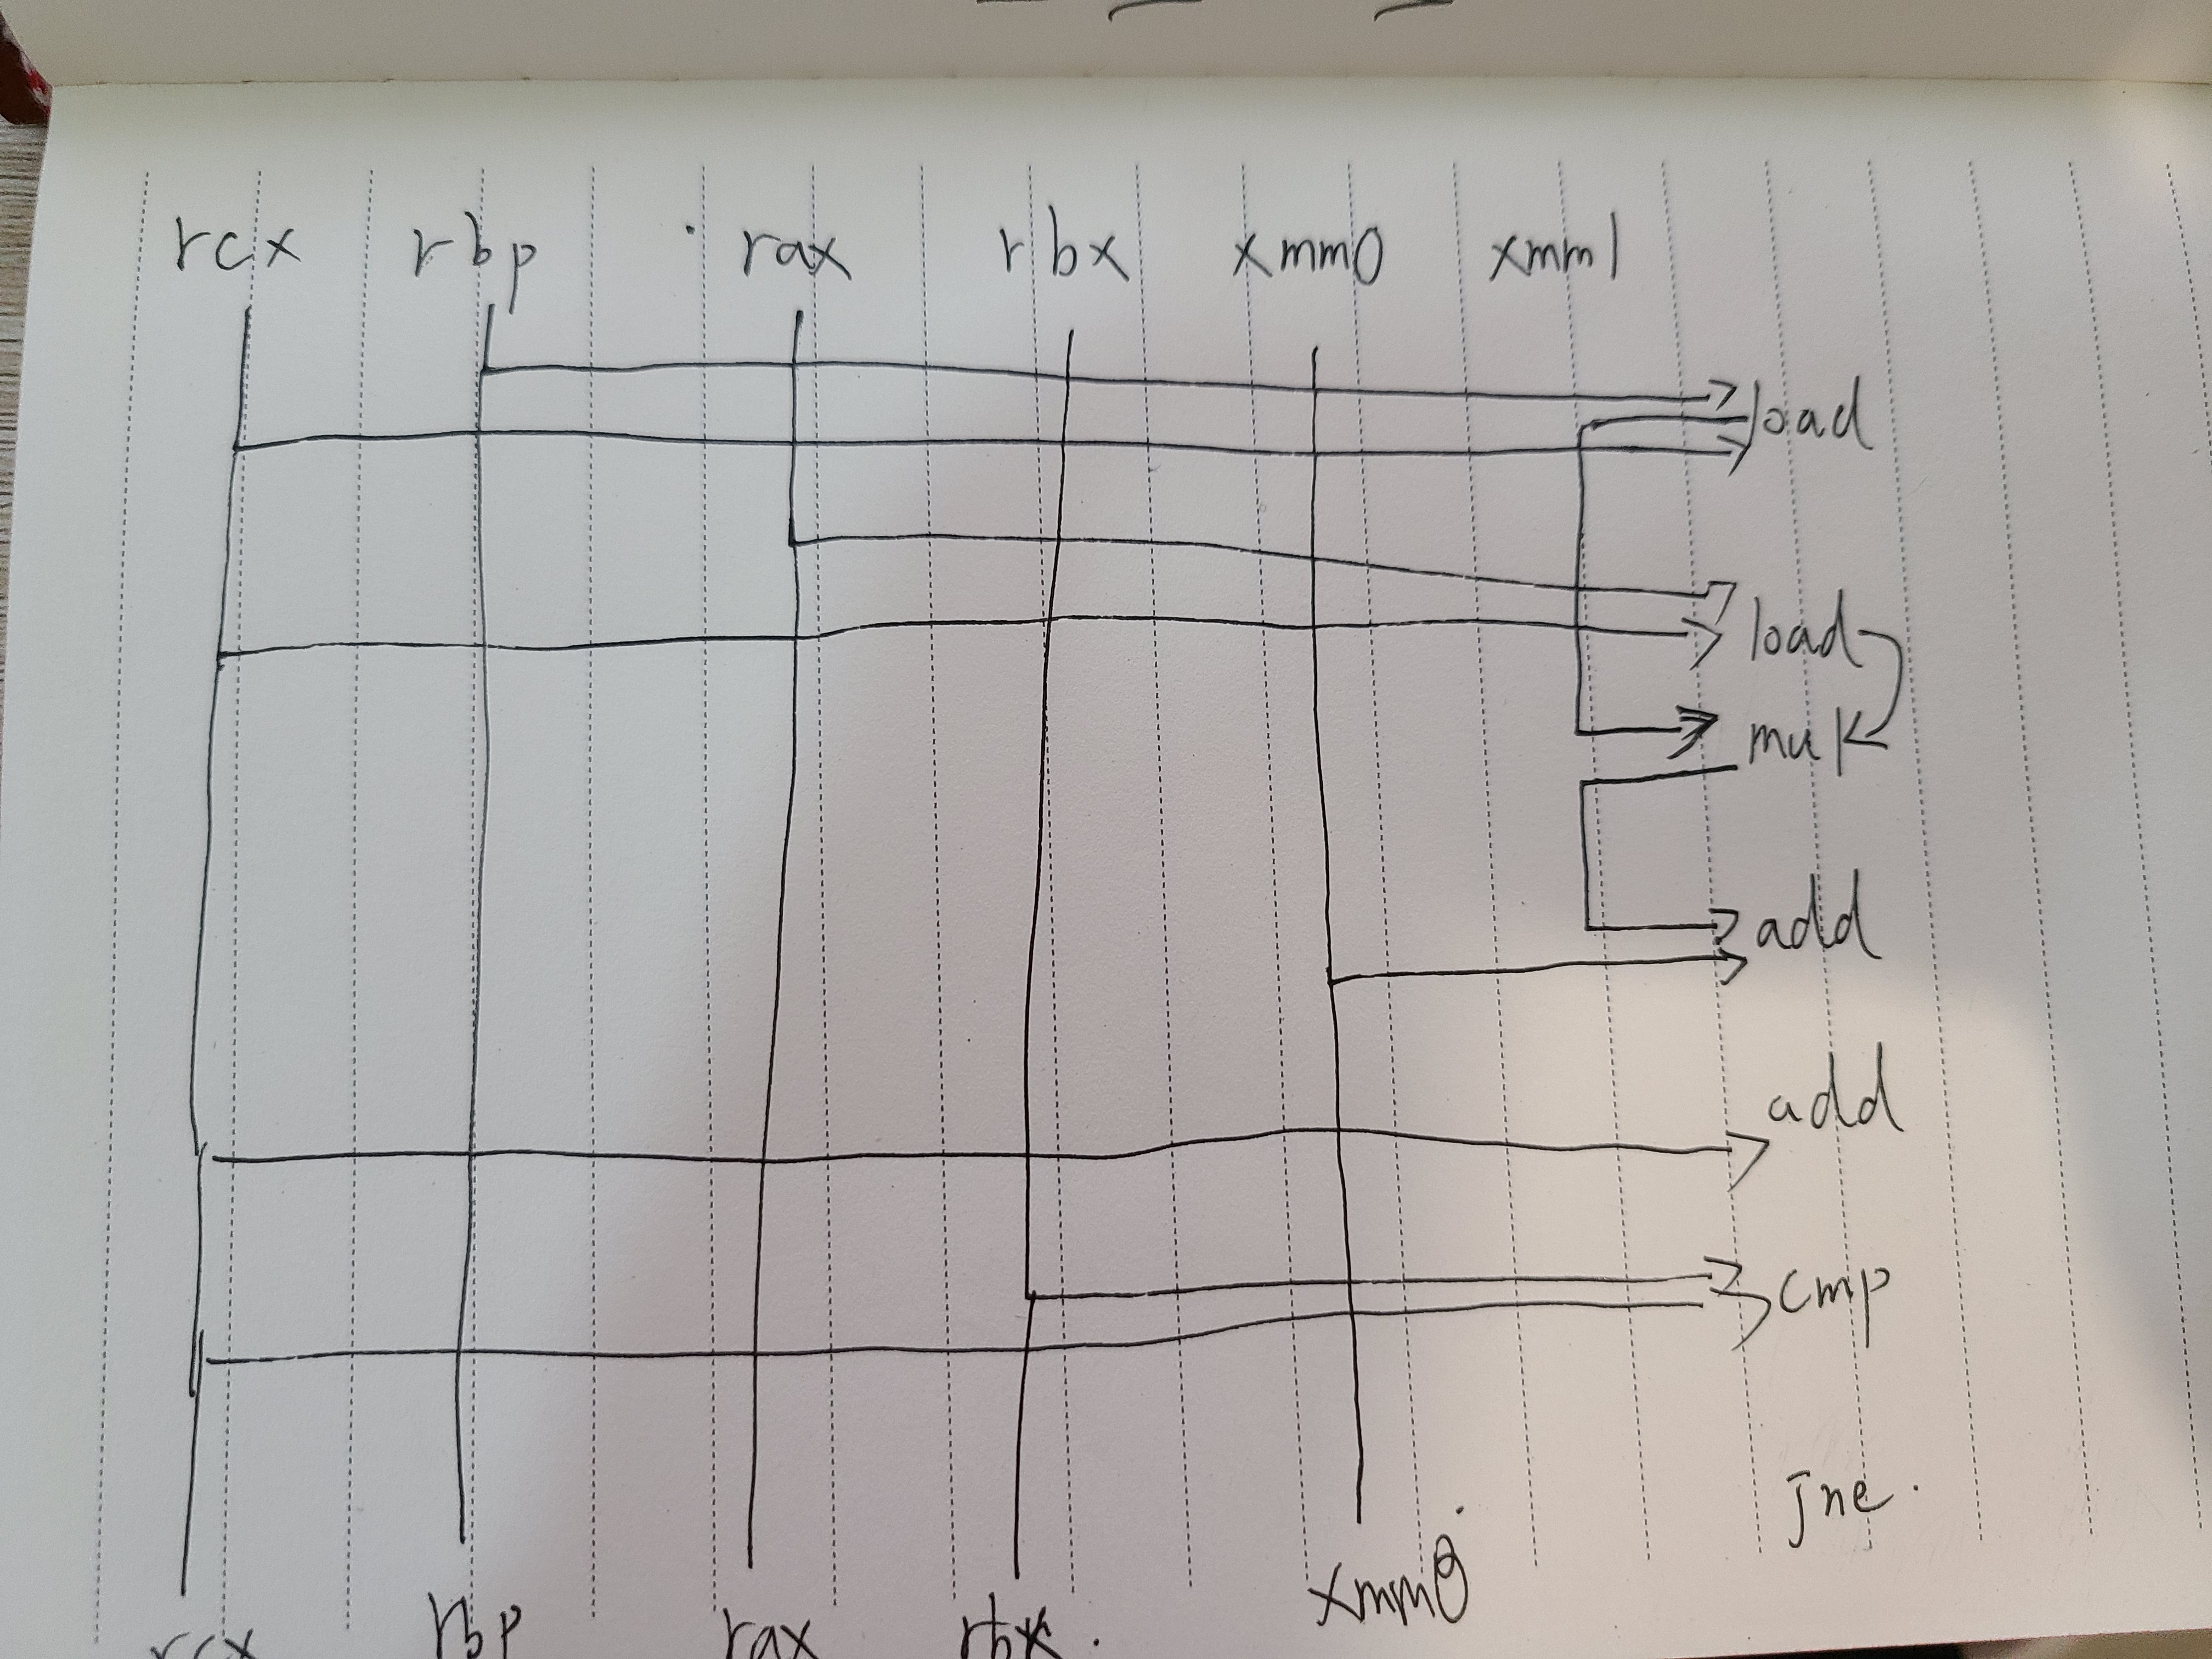 rcx rbp rax rbx xmm0 xmm1
load
load
mul
add
add
cmp
jne.
rcx rbp rax rbx. xmm0